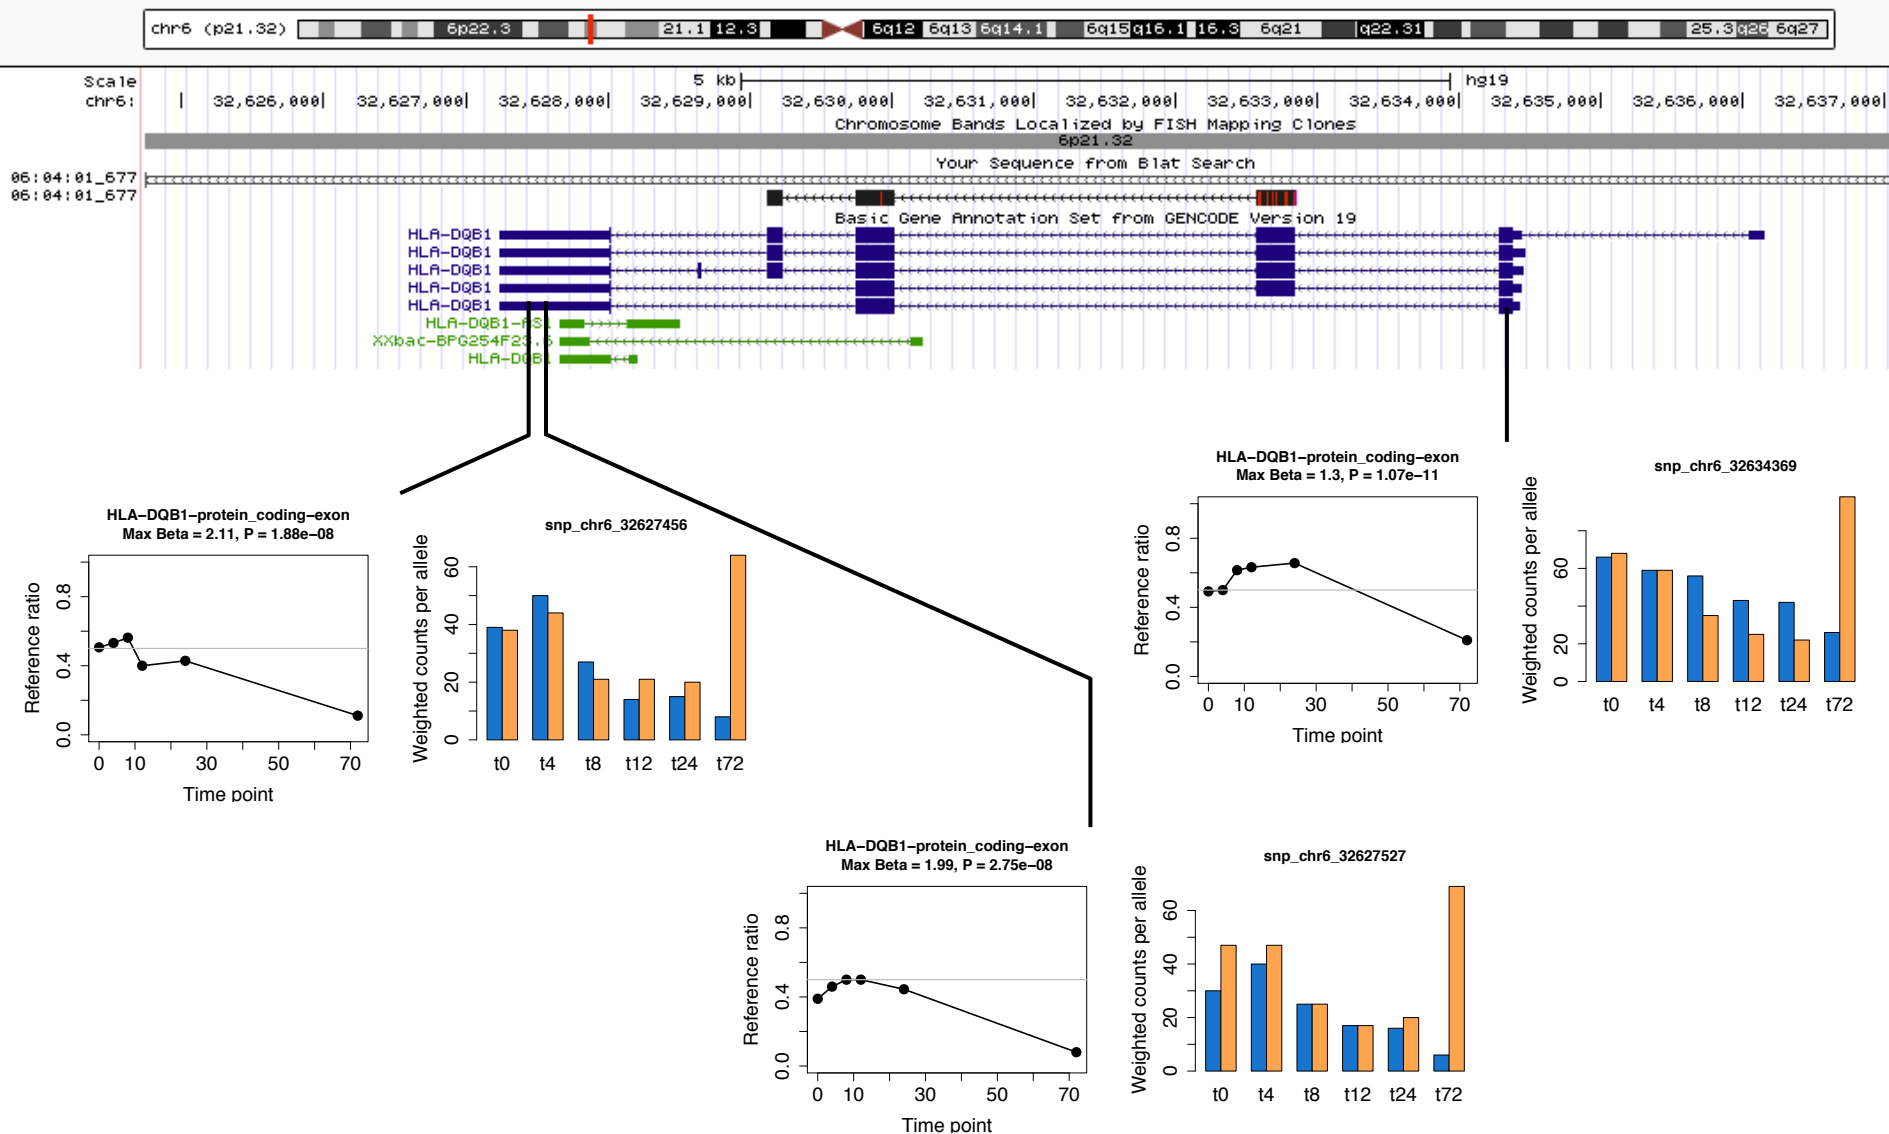 chr6 (p21.32) 6p22.3 21.1 12.3 6q12 6q13 6q14.1 6q15 q16.1 16.3 6q21 q22.31 25.3 q26 6q27
Scale 5 kb hg19
chr6: 32,626,000 32,627,000 32,628,000 32,629,000 32,630,000 32,631,000 32,632,000 32,633,000 32,634,000 32,635,000 32,636,000 32,637,000
Chromosome Bands Localized by FISH Mapping Clones
6p21.32
Your Sequence from Blat Search
06:04:01_677
06:04:01_677
Basic Gene Annotation Set from GENCODE Version 19
HLA-DQB1
HLA-DQB1
HLA-DQB1
HLA-DQB1
HLA-DQB1
HLA-DQB1-AS1
XXbac-BPG254F23.6
HLA-DQB1
HLA−DQB1−protein_coding−exon
Max Beta = 1.3, P = 1.07e−11
Reference ratio
0.0 0.4 0.8
0 10 30 50 70
Time point
snp_chr6_32634369
Weighted counts per allele
0 20 60
t0 t4 t8 t12 t24 t72
HLA−DQB1−protein_coding−exon
Max Beta = 2.11, P = 1.88e−08
Reference ratio
0.0 0.4 0.8
0 10 30 50 70
Time point
snp_chr6_32627456
Weighted counts per allele
0 20 40 60
t0 t4 t8 t12 t24 t72
HLA−DQB1−protein_coding−exon
Max Beta = 1.99, P = 2.75e−08
Reference ratio
0.0 0.4 0.8
0 10 30 50 70
Time point
snp_chr6_32627527
Weighted counts per allele
0 20 40 60
t0 t4 t8 t12 t24 t72